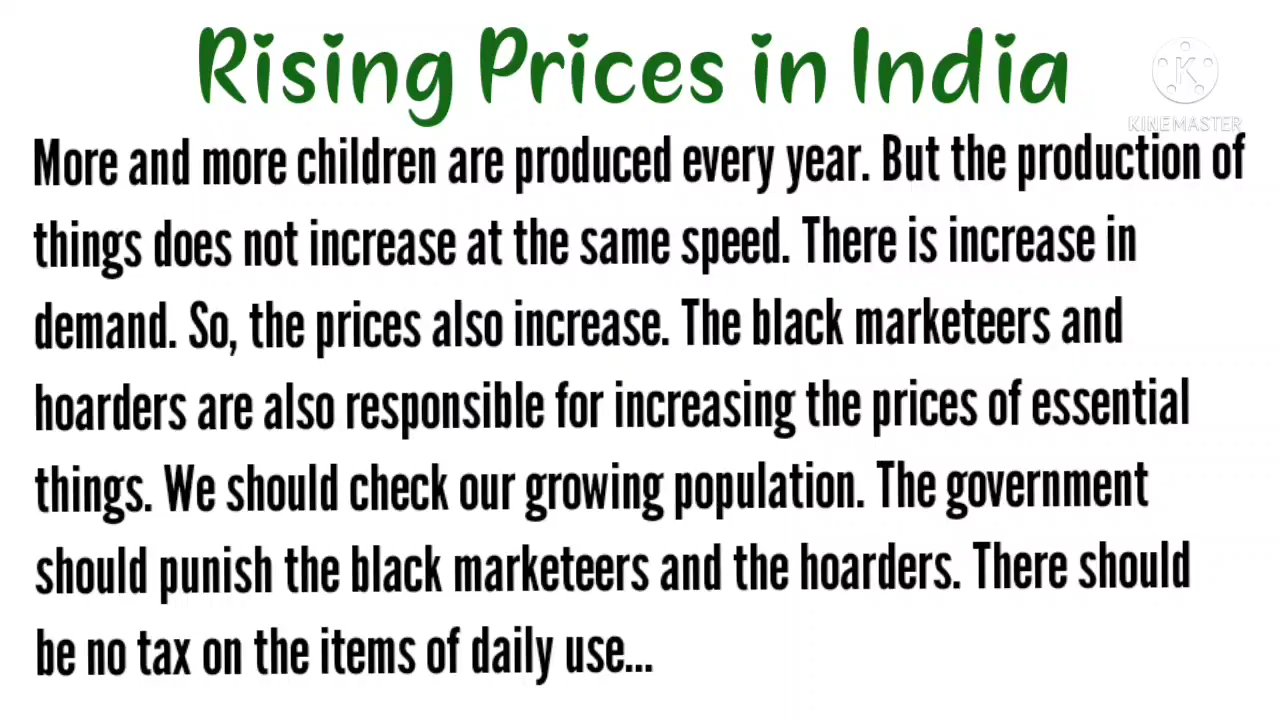 Rising Prices in India
K
KINEMASTER
More and more children are produced every year. But the production of
things does not increase at the same speed. There is increase in
demand. So, the prices also increase. The black marketeers and
hoarders are also responsible for increasing the prices of essential
things. We should check our growing population. The government
should punish the black marketeers and the hoarders. There should
be no tax on the items of daily use...